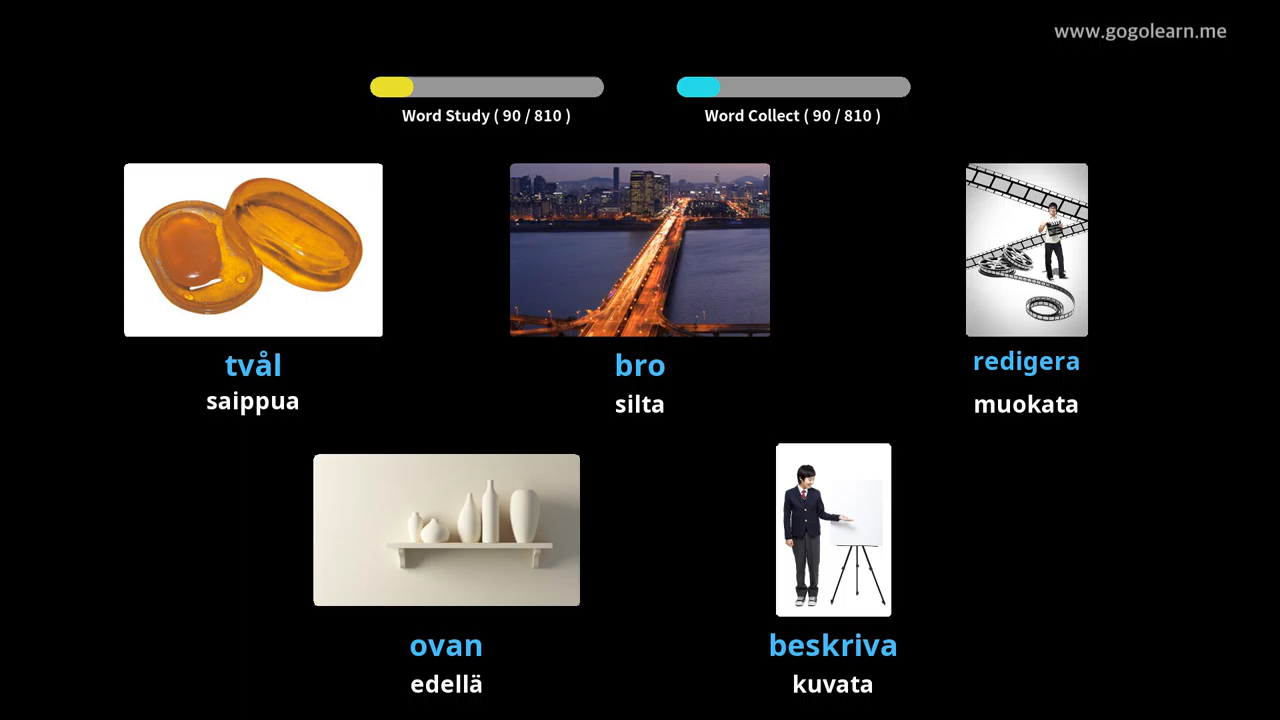 www.gogolearn.me
Word Study ( 90 / 810 )
Word Collect ( 90 / 810 )
tvål
saippua
bro
silta
redigera
muokata
ovan
edellä
beskriva
kuvata